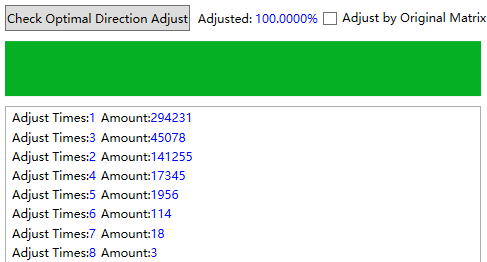 Check Optimal Direction Adjust Adjusted: 100.0000% Adjust by Original Matrix
Adjust Times:1 Amount:294231
Adjust Times:3 Amount:45078
Adjust Times:2 Amount:141255
Adjust Times:4 Amount:17345
Adjust Times:5 Amount:1956
Adjust Times:6 Amount:114
Adjust Times:7 Amount:18
Adjust Times:8 Amount:3